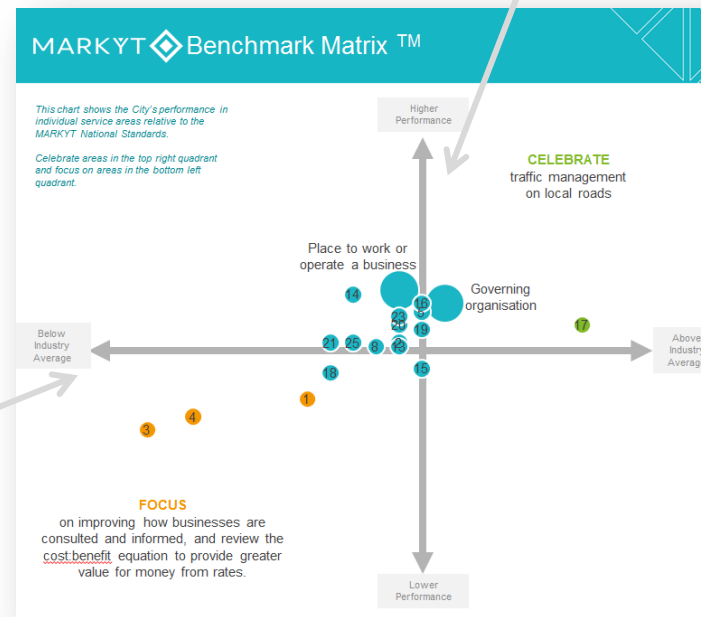 MARKYT Benchmark Matrix ™
This chart shows the City's performance in
individual service areas relative to the
MARKYT National Standards.
Celebrate areas in the top right quadrant
and focus on areas in the bottom left
quadrant.
Higher
Performance
CELEBRATE
traffic management
on local roads
Place to work or
operate a business
Governing
organisation
14
16
23
19
17
21
25
8
Below
Industry
Average
Above
Industry
Average
18
15
1
4
3
FOCUS
on improving how businesses are
consulted and informed, and review the
cost:benefit equation to provide greater
value for money from rates.
Lower
Performance